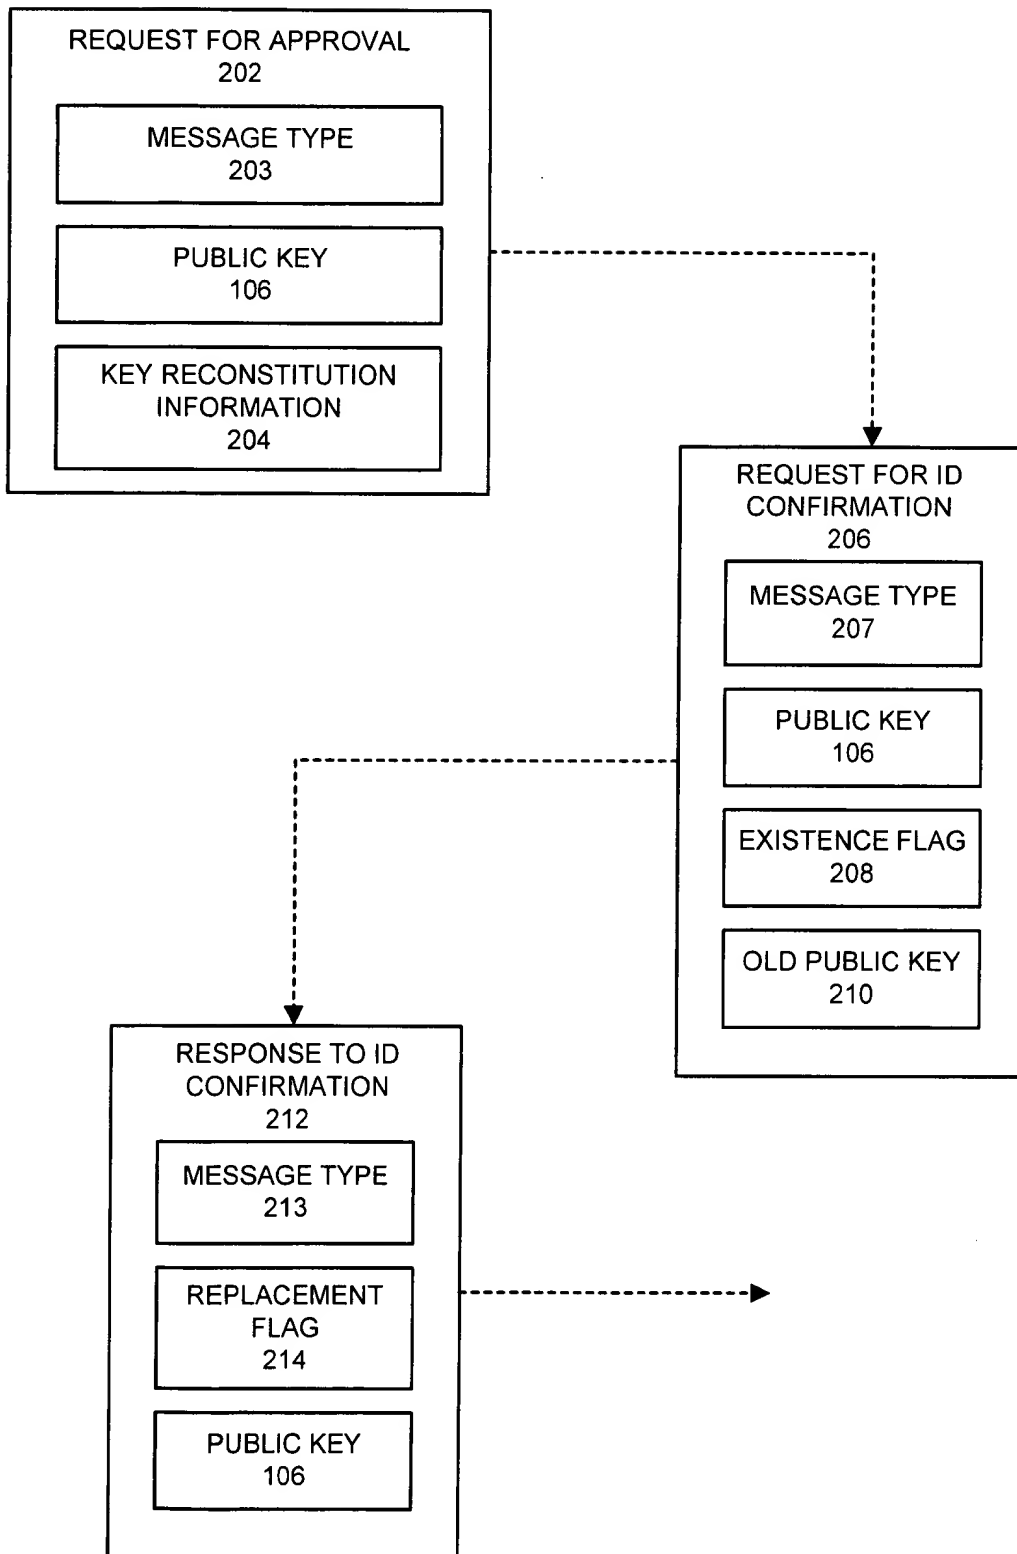 REQUEST FOR APPROVAL
202
MESSAGE TYPE
203
PUBLIC KEY
106
KEY RECONSTITUTION
INFORMATION
204
REQUEST FOR ID
CONFIRMATION
206
MESSAGE TYPE
207
PUBLIC KEY
106
EXISTENCE FLAG
208
OLD PUBLIC KEY
210
RESPONSE TO ID
CONFIRMATION
212
MESSAGE TYPE
213
REPLACEMENT
FLAG
214
PUBLIC KEY
106